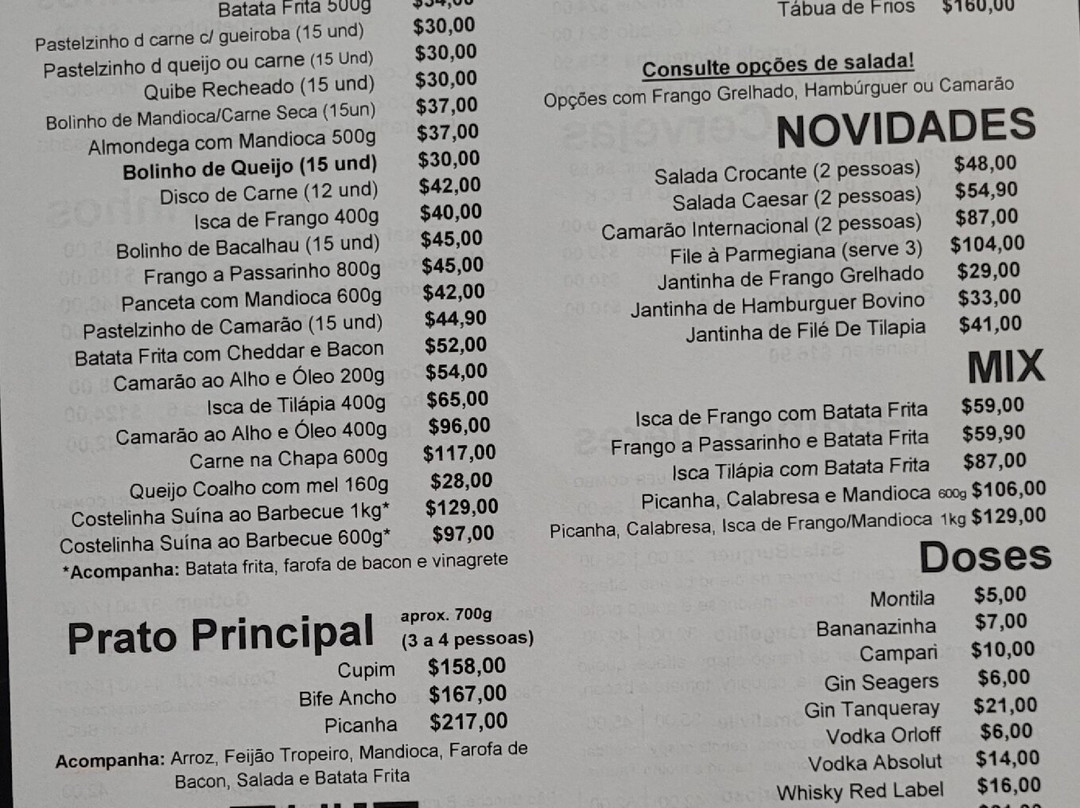 Batata Frita 500g $34,00
Pastelzinho d carne c/ gueiroba (15 und) $30,00
Pastelzinho d queijo ou carne (15 Und) $30,00
Quibe Recheado (15 und) $30,00
Bolinho de Mandioca/Carne Seca (15un) $37,00
Almondega com Mandioca 500g $37,00
Bolinho de Queijo (15 und) $30,00
Disco de Carne (12 und) $42,00
Isca de Frango 400g $40,00
Bolinho de Bacalhau (15 und) $45,00
Frango a Passarinho 800g $45,00
Panceta com Mandioca 600g $42,00
Pastelzinho de Camarão (15 und) $44,90
Batata Frita com Cheddar e Bacon $52,00
Camarão ao Alho e Óleo 200g $54,00
Isca de Tilápia 400g $65,00
Camarão ao Alho e Óleo 400g $96,00
Carne na Chapa 600g $117,00
Queijo Coalho com mel 160g $28,00
Costelinha Suína ao Barbecue 1kg* $129,00
Costelinha Suína ao Barbecue 600g* $97,00
*Acompanha: Batata frita, farofa de bacon e vinagrete
Prato Principal aprox. 700g
(3 a 4 pessoas)
Cupim $158,00
Bife Ancho $167,00
Picanha $217,00
Acompanha: Arroz, Feijão Tropeiro, Mandioca, Farofa de
Bacon, Salada e Batata Frita
Tábua de Frios $160,00
Consulte opções de salada!
Opções com Frango Grelhado, Hambúrguer ou Camarão
NOVIDADES
Salada Crocante (2 pessoas) $48,00
Salada Caesar (2 pessoas) $54,90
Camarão Internacional (2 pessoas) $87,00
File à Parmegiana (serve 3) $104,00
Jantinha de Frango Grelhado $29,00
Jantinha de Hamburguer Bovino $33,00
Jantinha de Filé De Tilapia $41,00
MIX
Isca de Frango com Batata Frita $59,00
Frango a Passarinho e Batata Frita $59,90
Isca Tilápia com Batata Frita $87,00
Picanha, Calabresa e Mandioca 600g $106,00
Picanha, Calabresa, Isca de Frango/Mandioca 1kg $129,00
Doses
Montila $5,00
Bananazinha $7,00
Campari $10,00
Gin Seagers $6,00
Gin Tanqueray $21,00
Vodka Orloff $6,00
Vodka Absolut $14,00
Whisky Red Label $16,00